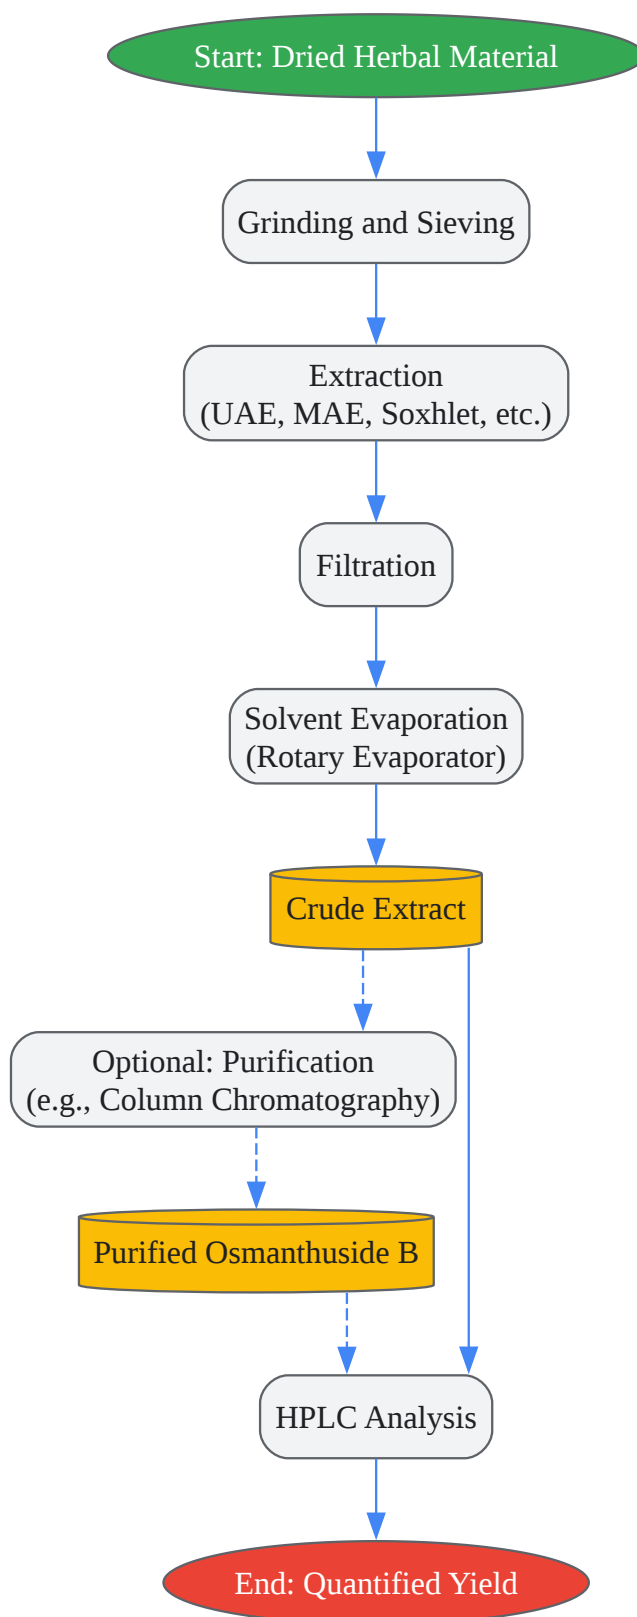 Start: Dried Herbal Material
Grinding and Sieving
Extraction
(UAE, MAE, Soxhlet, etc.)
Filtration
Solvent Evaporation
(Rotary Evaporator)
Crude Extract
Optional: Purification
(e.g., Column Chromatography)
Purified Osmanthuside B
HPLC Analysis
End: Quantified Yield